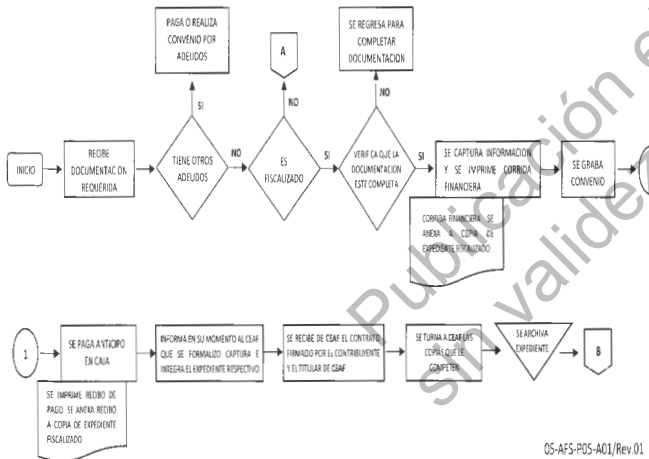 PAGA O REALIZA
CONVENIO POR
ADEUDOS
A
SE REGRESA PARA
COMPLETAR
DOCUMENTACION
SI
NO
NO
INICIO
RECIBE
DOCUMENTACION
REQUERIDA
TIENE OTROS
ADEUDOS
NO
ES
FISCALIZADO
SI
VERIFICA QUE LA
DOCUMENTACION
ESTE COMPLETA
SI
SE CAPTURA INFORMACION
Y SE IMPRIME CORRIDA
FINANCIERA
SE GRABA
CONVENIO
CORRIDA FINANCIERA SE
ANEXA A COPIA DE
EXPEDIENTE FISCALIZADO
1
SE PAGA ANTICIPO
EN CAJA
INFORMA EN SU MOMENTO AL CEAF
QUE SE FORMALIZO CAPTURA E
INTEGRA EL EXPEDIENTE RESPECTIVO
SE RECIBE DE CEAF EL CONTRATO
FIRMADO POR EL CONTRIBUYENTE
Y EL TITULAR DE CEAF
SE TURNA A CEAF LAS
COPIAS QUE LE
COMPETEN
SE ARCHIVA
EXPEDIENTE
B
SE IMPRIME RECIBO DE
PAGO SE ANEXA RECIBO
A COPIA DE EXPEDIENTE
FISCALIZADO
Publicación e
sin validez
05-AFS-P05-A01/Rev.01